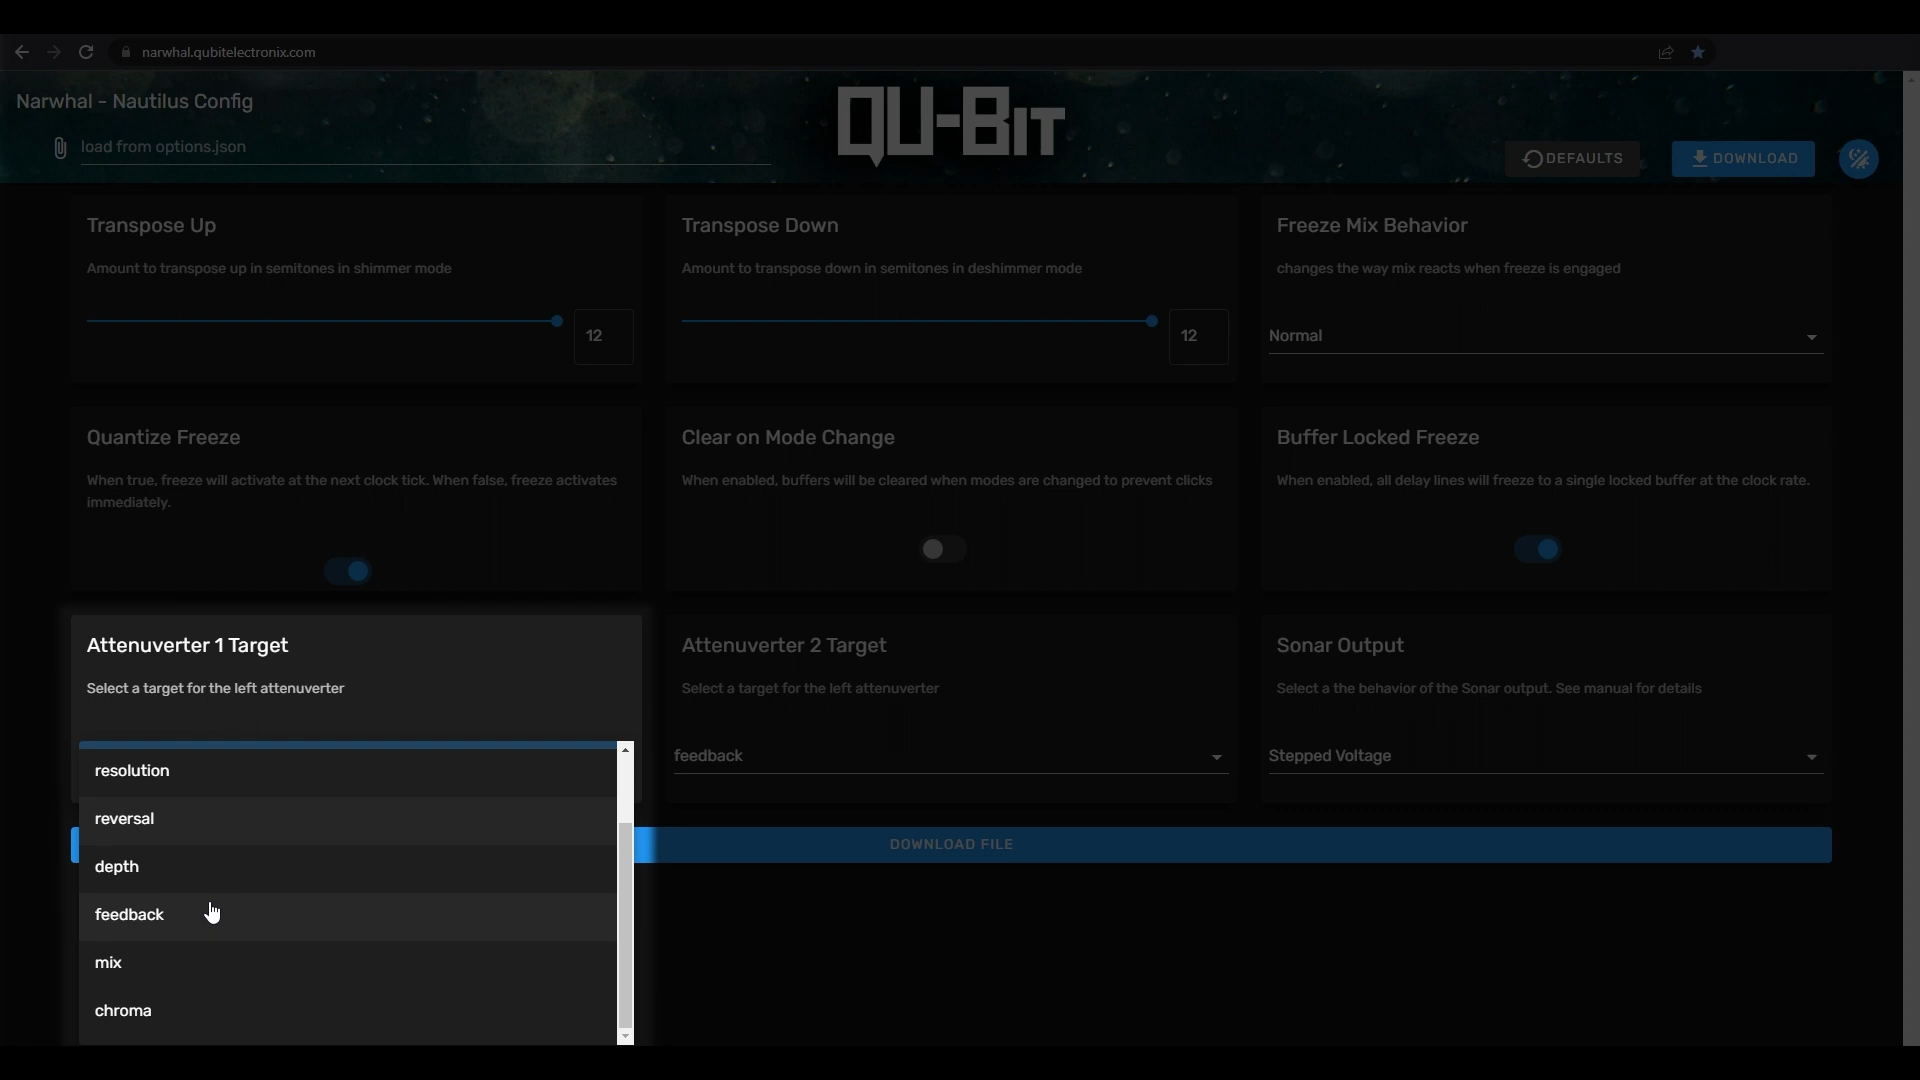 narwhal.qubitelectronix.com
Narwhal - Nautilus Config
load from options.json
QU-BIT
DEFAULTS
DOWNLOAD
Transpose Up
Amount to transpose up in semitones in shimmer mode
12
Transpose Down
Amount to transpose down in semitones in deshimmer mode
12
Freeze Mix Behavior
changes the way mix reacts when freeze is engaged
Normal
Quantize Freeze
When true, freeze will activate at the next clock tick. When false, freeze activates
immediately.
Clear on Mode Change
When enabled, buffers will be cleared when modes are changed to prevent clicks
Buffer Locked Freeze
When enabled, all delay lines will freeze to a single locked buffer at the clock rate.
Attenuverter 1 Target
Select a target for the left attenuverter
resolution
reversal
depth
feedback
mix
chroma
Attenuverter 2 Target
Select a target for the left attenuverter
feedback
Sonar Output
Select a the behavior of the Sonar output. See manual for details
Stepped Voltage
DOWNLOAD FILE